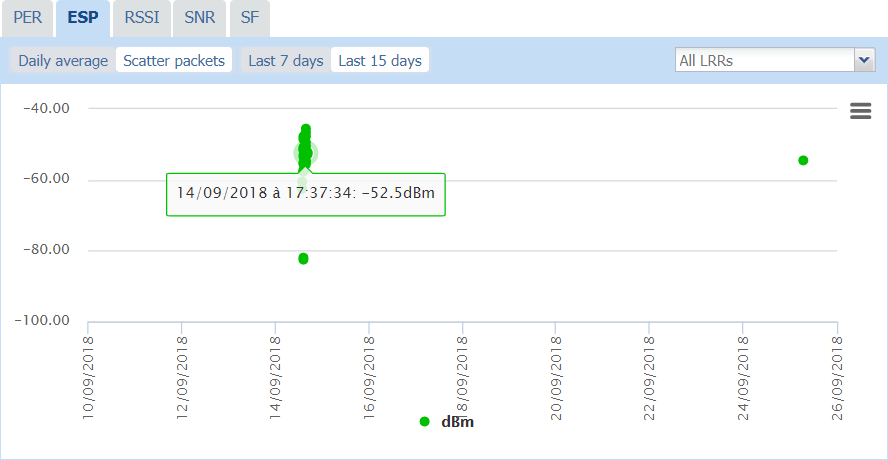 PER ESP RSSI SNR SF
Daily average Scatter packets Last 7 days Last 15 days All LRRs
-40.00
-60.00
14/09/2018 à 17:37:34: -52.5dBm
-80.00
-100.00
10/09/2018 12/09/2018 14/09/2018 16/09/2018 18/09/2018 20/09/2018 22/09/2018 24/09/2018 26/09/2018
dBm